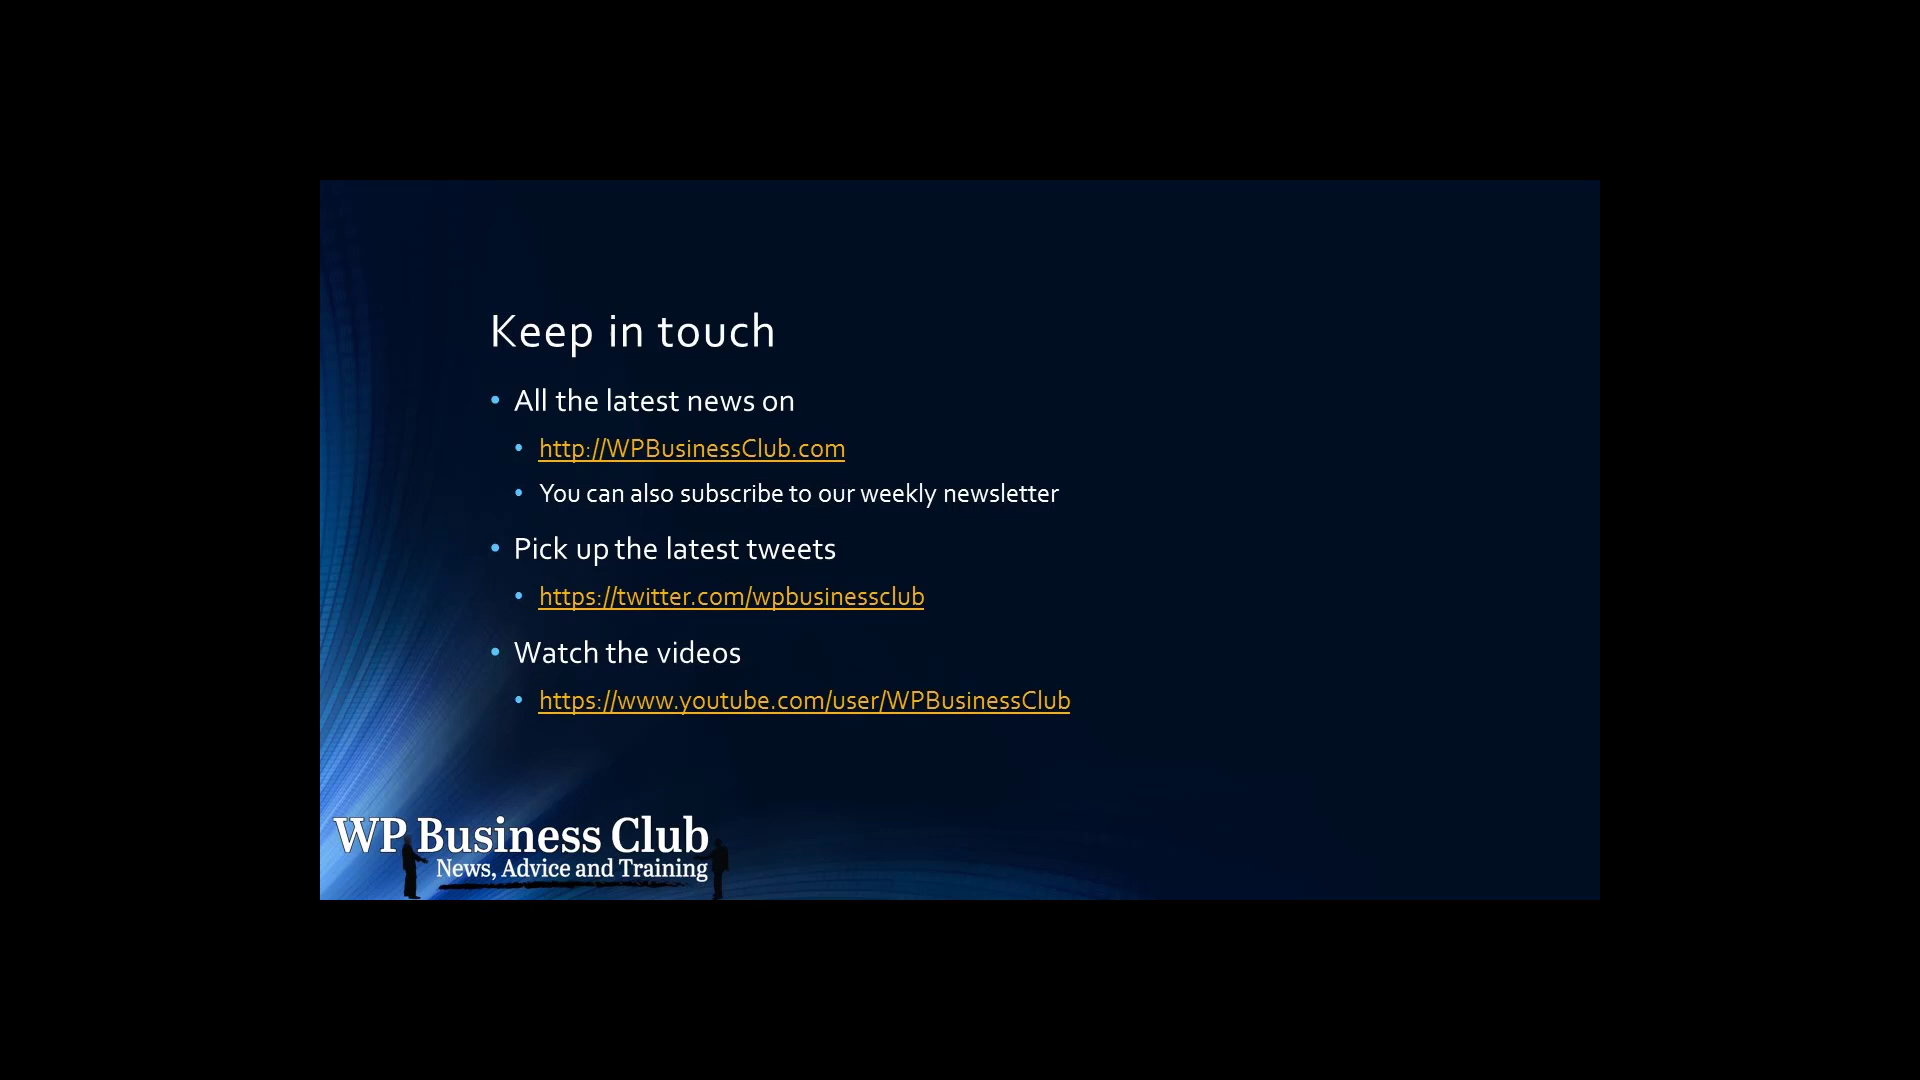 Keep in touch
• All the latest news on
• http://WPBusinessClub.com
• You can also subscribe to our weekly newsletter
• Pick up the latest tweets
• https://twitter.com/wpbusinessclub
• Watch the videos
• https://www.youtube.com/user/WPBusinessClub
WP Business Club
News, Advice and Training